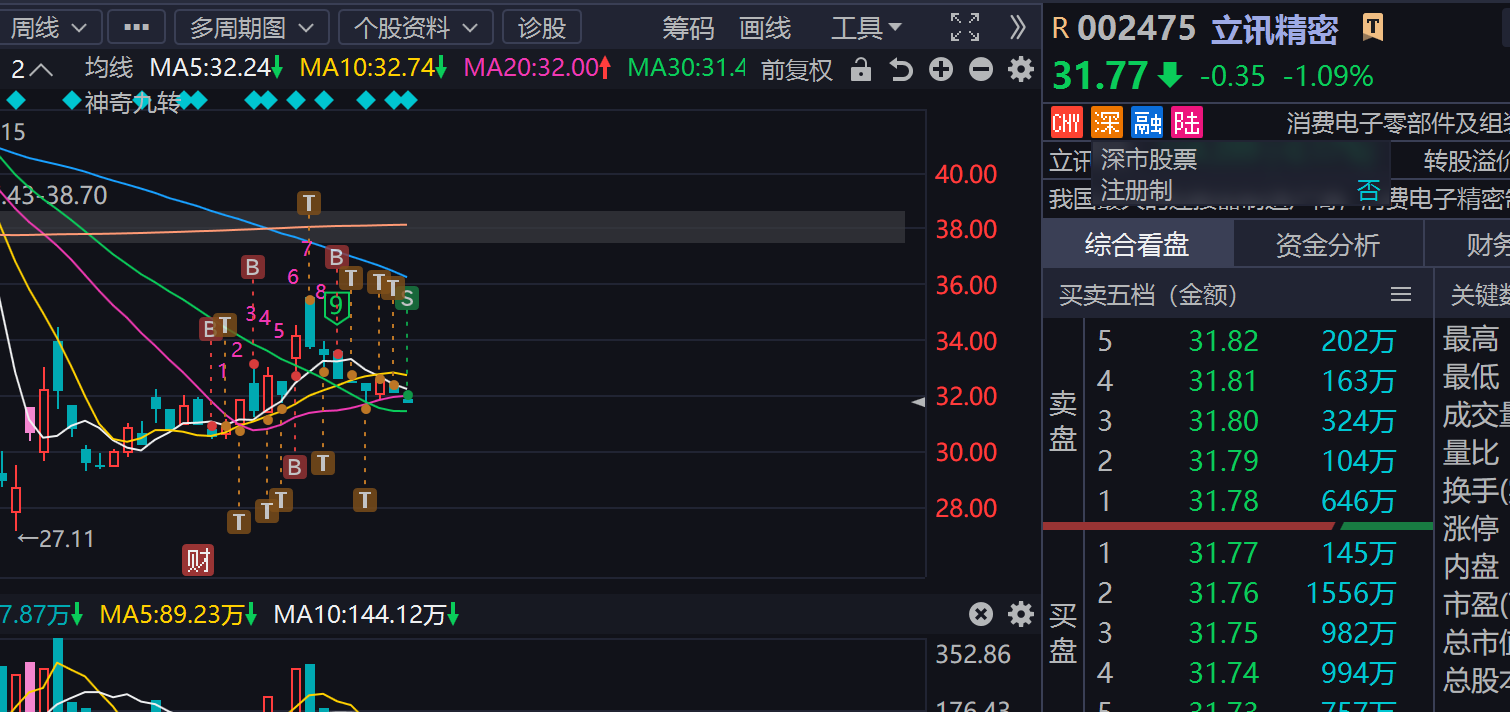 周线 ··· 多周期图 个股资料 诊股 筹码 画线 工具
2 均线 MA5:32.24 MA10:32.74 MA20:32.00 MA30:31.4 前复权
神奇九转
15
.43-38.70
40.00
38.00
36.00
34.00
32.00
30.00
28.00
T
B
7
B
6
T
T
T
8
9
S
B
T
3
4
5
2
1
B
T
T
T
T
T
←27.11
财
7.87万 MA5:89.23万 MA10:144.12万
352.86
176.43
R 002475 立讯精密 T
31.77 -0.35 -1.09%
CNY 深 融 陆 消费电子零部件及组装
立讯 转股溢价
深市股票
注册制 否
我国 消费电子精密
综合看盘 资金分析 财务
买卖五档（金额） 关键数
卖盘
5 31.82 202万
4 31.81 163万
3 31.80 324万
2 31.79 104万
1 31.78 646万
买盘
1 31.77 145万
2 31.76 1556万
3 31.75 982万
4 31.74 994万
5 31.73 757万
最高
最低
成交量
量比
换手(
涨停
内盘
市盈(
总市值
总股本